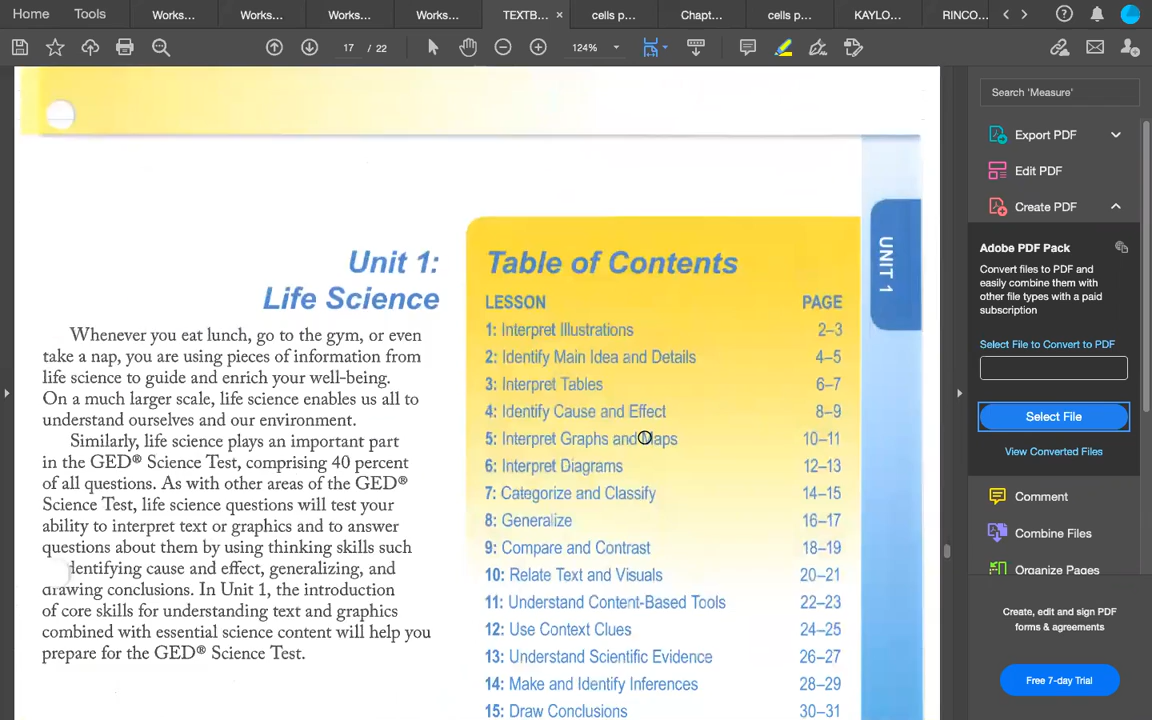 Home
Tools
Works...
Works...
Works...
Works...
TEXTB...
cells p...
Chapt...
cells p...
KAYLO...
RINCO...
17 / 22
124%
Unit 1:
Life Science
Whenever you eat lunch, go to the gym, or even
take a nap, you are using pieces of information from
life science to guide and enrich your well-being.
On a much larger scale, life science enables us all to
understand ourselves and our environment.
Similarly, life science plays an important part
in the GED® Science Test, comprising 40 percent
of all questions. As with other areas of the GED®
Science Test, life science questions will test your
ability to interpret text or graphics and to answer
questions about them by using thinking skills such
identifying cause and effect, generalizing, and
drawing conclusions. In Unit 1, the introduction
of core skills for understanding text and graphics
combined with essential science content will help you
prepare for the GED® Science Test.
Table of Contents
LESSON PAGE
1: Interpret Illustrations 2–3
2: Identify Main Idea and Details 4–5
3: Interpret Tables 6–7
4: Identify Cause and Effect 8–9
5: Interpret Graphs and Maps 10–11
6: Interpret Diagrams 12–13
7: Categorize and Classify 14–15
8: Generalize 16–17
9: Compare and Contrast 18–19
10: Relate Text and Visuals 20–21
11: Understand Content-Based Tools 22–23
12: Use Context Clues 24–25
13: Understand Scientific Evidence 26–27
14: Make and Identify Inferences 28–29
15: Draw Conclusions 30–31
UNIT 1
Search 'Measure'
Export PDF
Edit PDF
Create PDF
Adobe PDF Pack
Convert files to PDF and
easily combine them with
other file types with a paid
subscription
Select File to Convert to PDF
Select File
View Converted Files
Comment
Combine Files
Organize Pages
Create, edit and sign PDF
forms & agreements
Free 7-day Trial